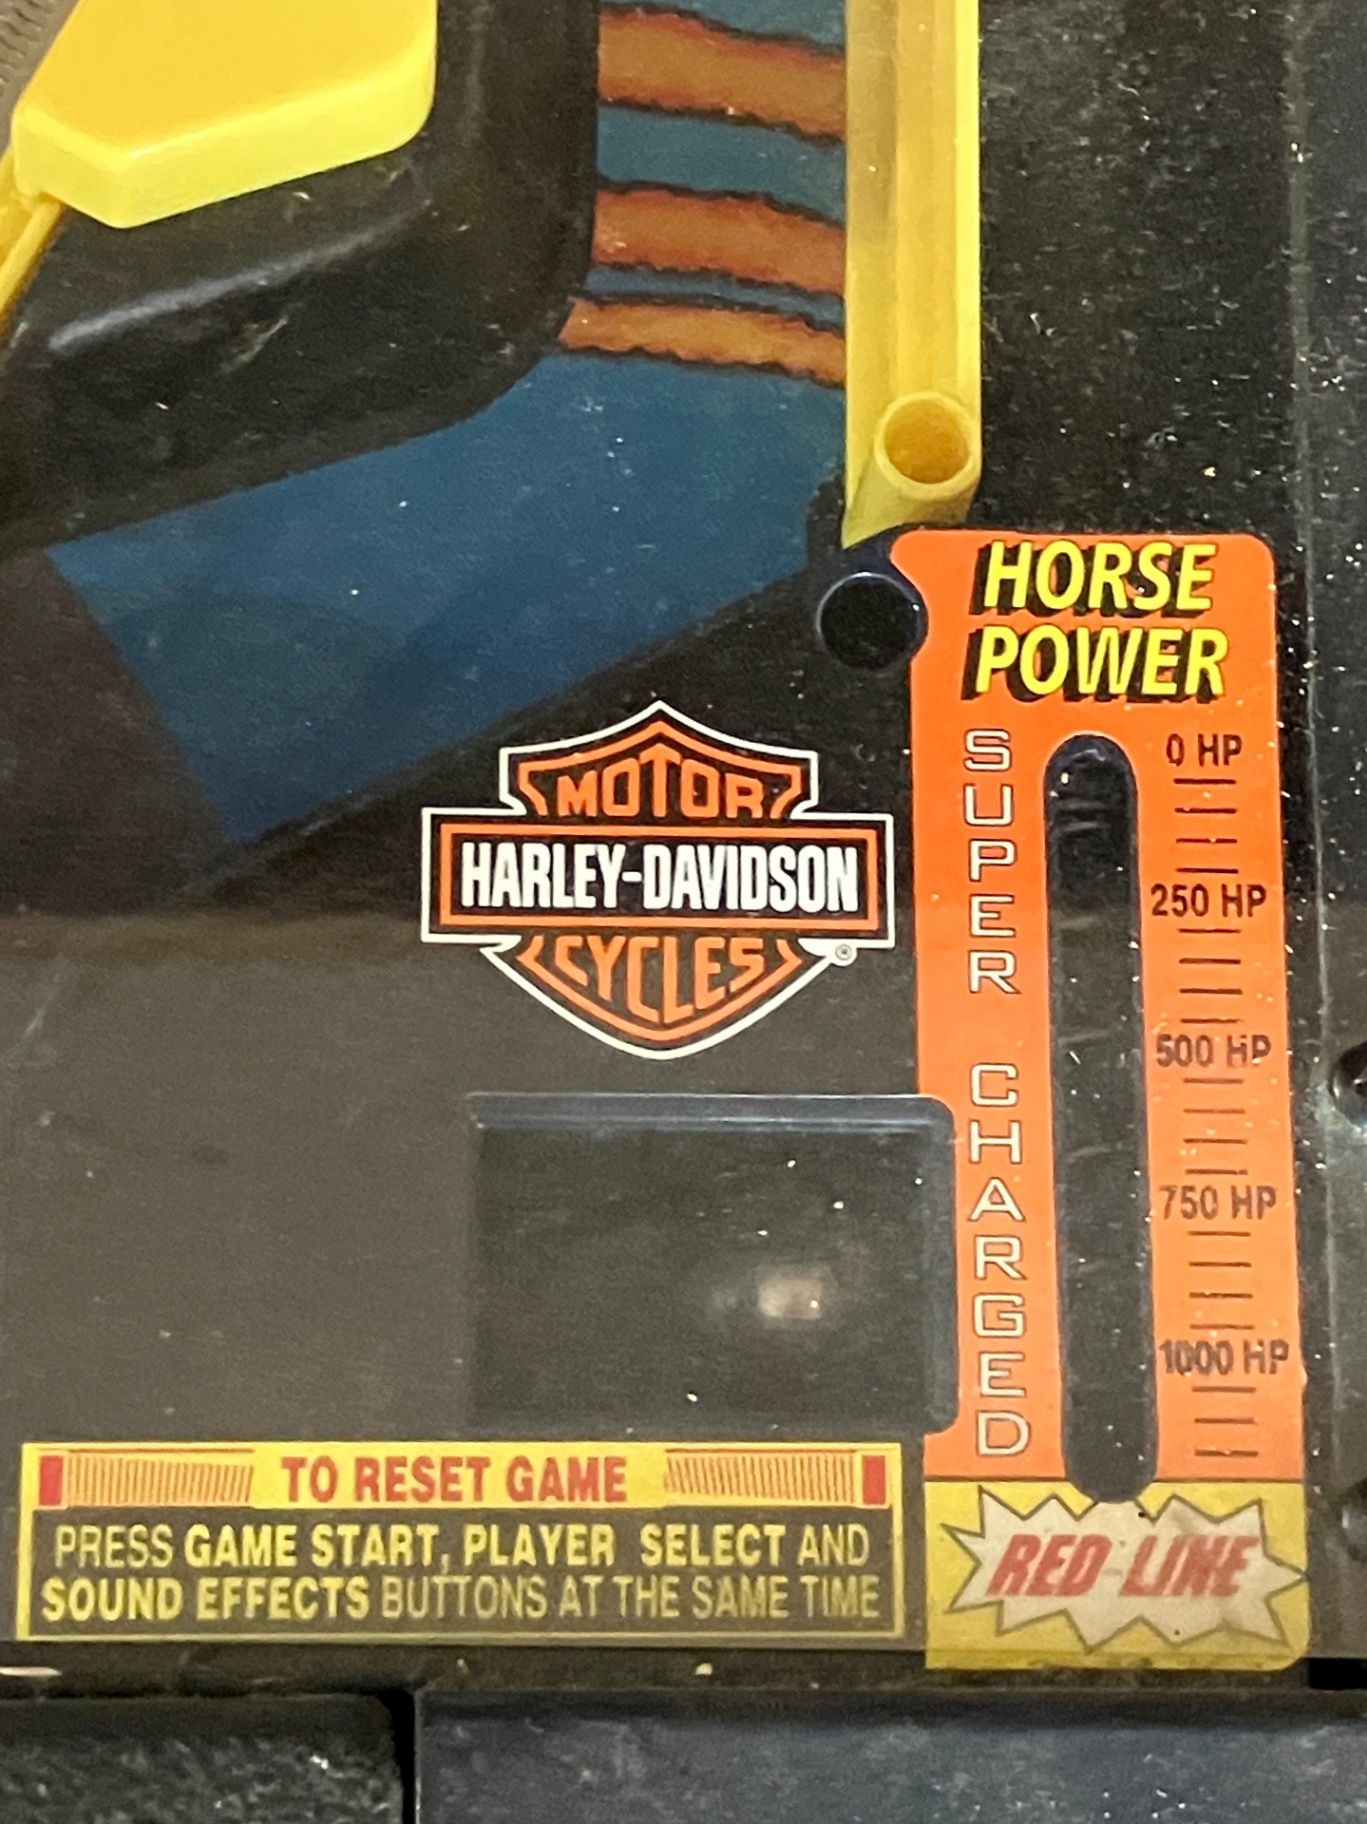 HORSE
POWER
SUPER CHARGED
0 HP
250 HP
500 HP
750 HP
1000 HP
RED-LINE
MOTOR
HARLEY-DAVIDSON
CYCLES
®
TO RESET GAME
PRESS GAME START, PLAYER SELECT AND
SOUND EFFECTS BUTTONS AT THE SAME TIME